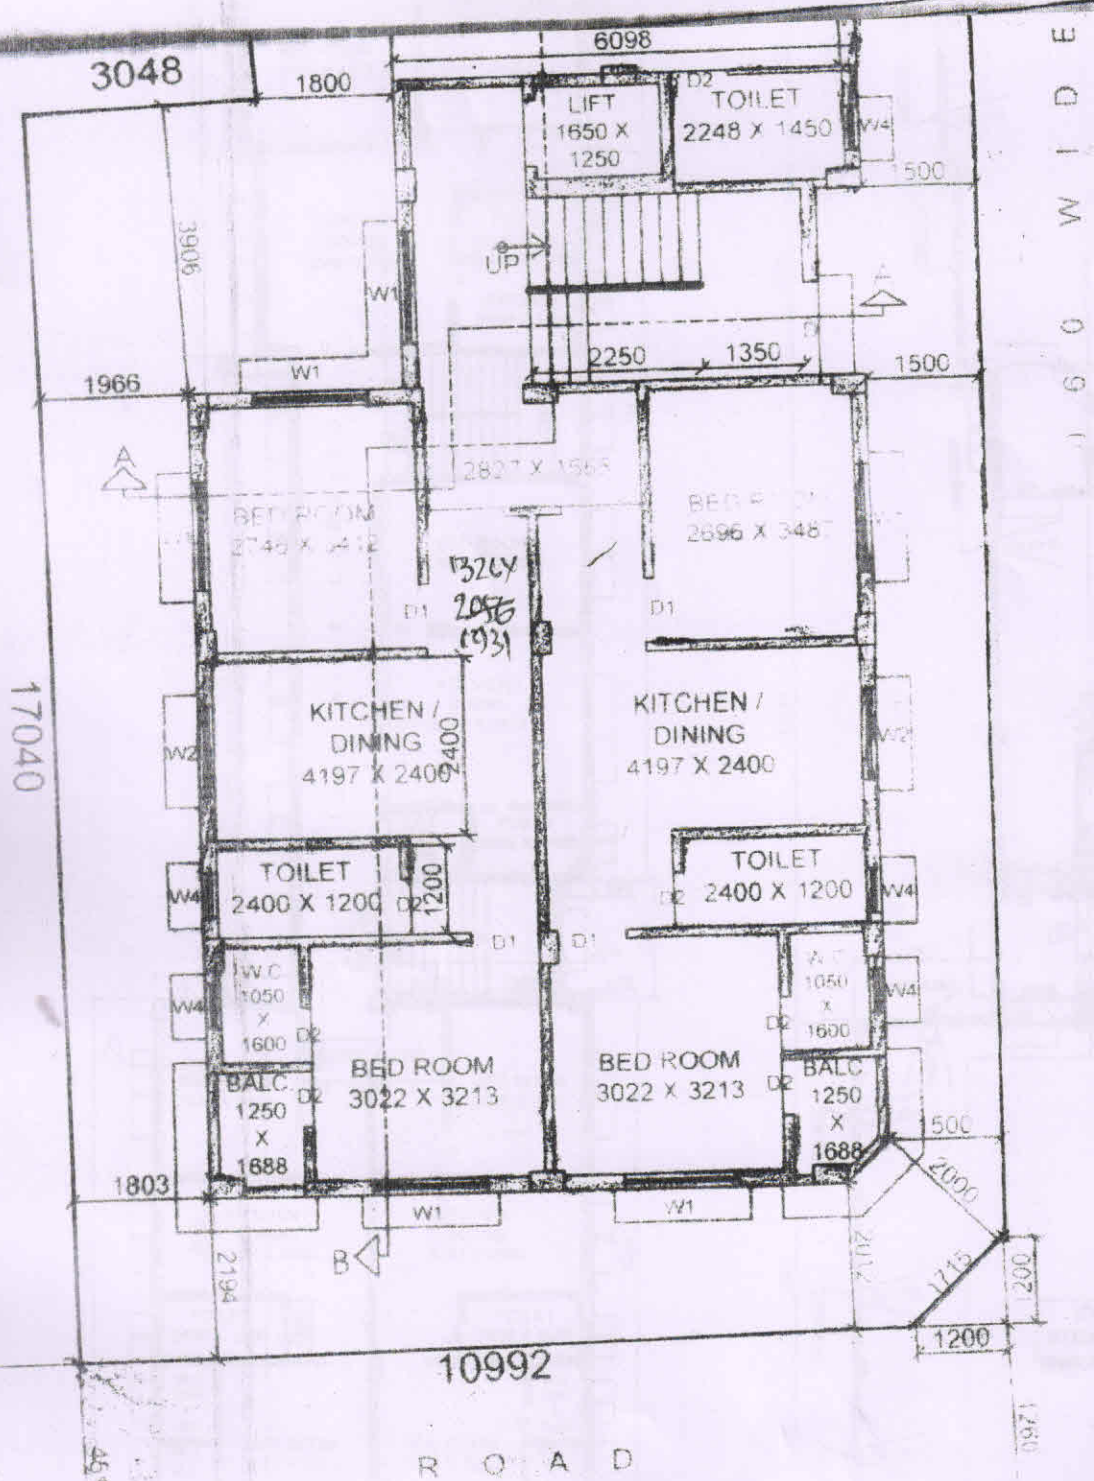 6098
3048
1800
D2
LIFT
1650 X
1250
TOILET
2248 X 1450
W4
1500
3906
UP
W1
A
W1
2250
1350
1500
1966
A
2827 X
BED ROOM
BED
2696 X 3487
D1
D1
KITCHEN /
DINING
4197 X 2400
2400
KITCHEN /
DINING
4197 X 2400
W2
W2
17040
TOILET
2400 X 1200
D2
1200
TOILET
2400 X 1200
D2
W4
W4
D1
D1
W.C
1050
X
1600
D2
W4
W.C
1050
X
1600
D2
W4
BED ROOM
3022 X 3213
BED ROOM
3022 X 3213
BALC.
1250
X
1688
D2
BALC.
1250
X
1688
D2
1500
2000
1803
W1
W1
B
2194
1715
1200
1200
10992
1260
W I D E
R O A D